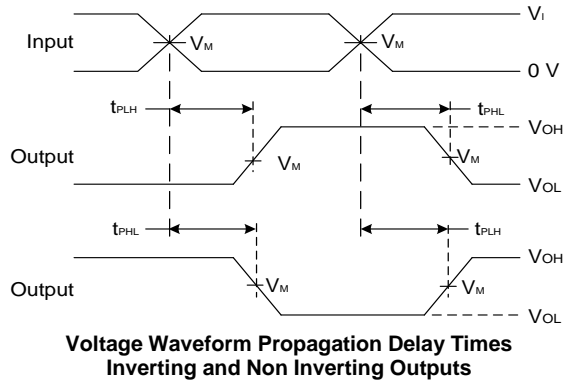 VI
Input
VM
VM
0 V
tPLH
tPHL
VOH
Output
VM
VM
VOL
tPHL
tPLH
VOH
Output
VM
VM
VOL
Voltage Waveform Propagation Delay Times
Inverting and Non Inverting Outputs